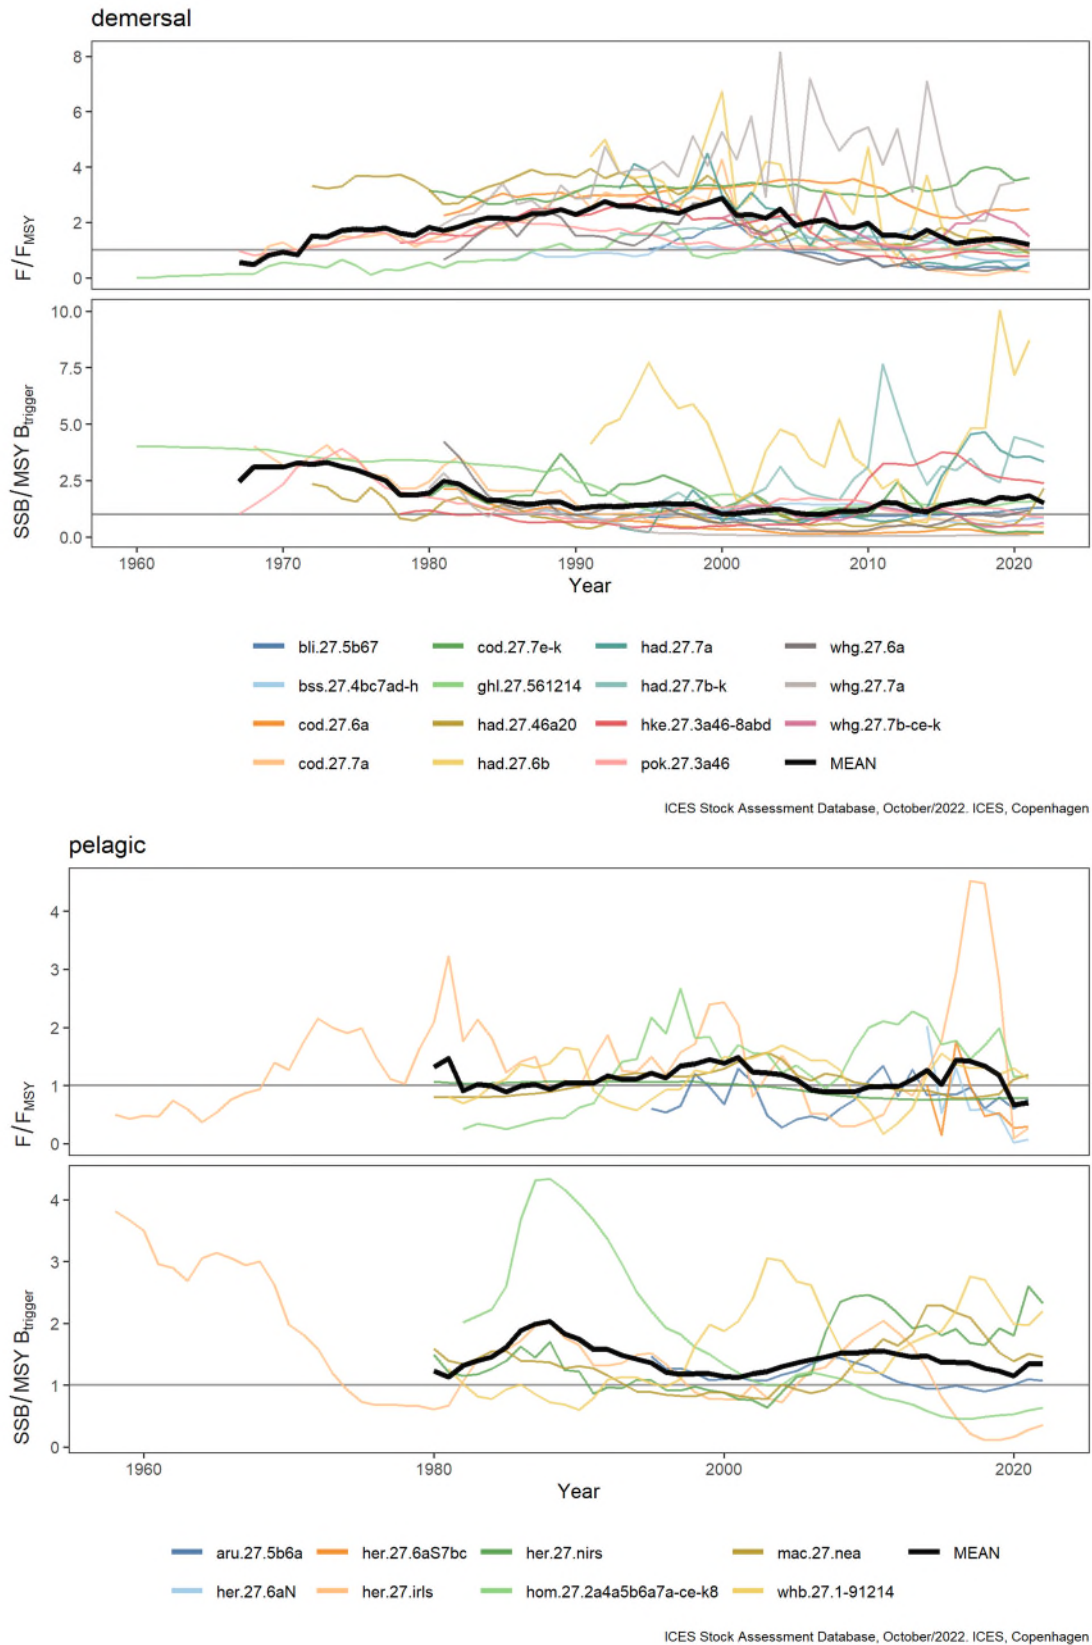 demersal
8
6
4
2
0
F/FMSY
10.0
7.5
5.0
2.5
0.0
SSB/MSY Btrigger
1960 1970 1980 1990 2000 2010 2020
Year
bli.27.5b67 cod.27.7e-k had.27.7a whg.27.6a
bss.27.4bc7ad-h ghl.27.561214 had.27.7b-k whg.27.7a
cod.27.6a had.27.46a20 hke.27.3a46-8abd whg.27.7b-ce-k
cod.27.7a had.27.6b pok.27.3a46 MEAN
ICES Stock Assessment Database, October/2022. ICES, Copenhagen
pelagic
4
3
2
1
0
F/FMSY
4
3
2
1
0
SSB/MSY Btrigger
1960 1980 2000 2020
Year
aru.27.5b6a her.27.6aS7bc her.27.nirs mac.27.nea MEAN
her.27.6aN her.27.irls hom.27.2a4a5b6a7a-ce-k8 whb.27.1-91214
ICES Stock Assessment Database, October/2022. ICES, Copenhagen